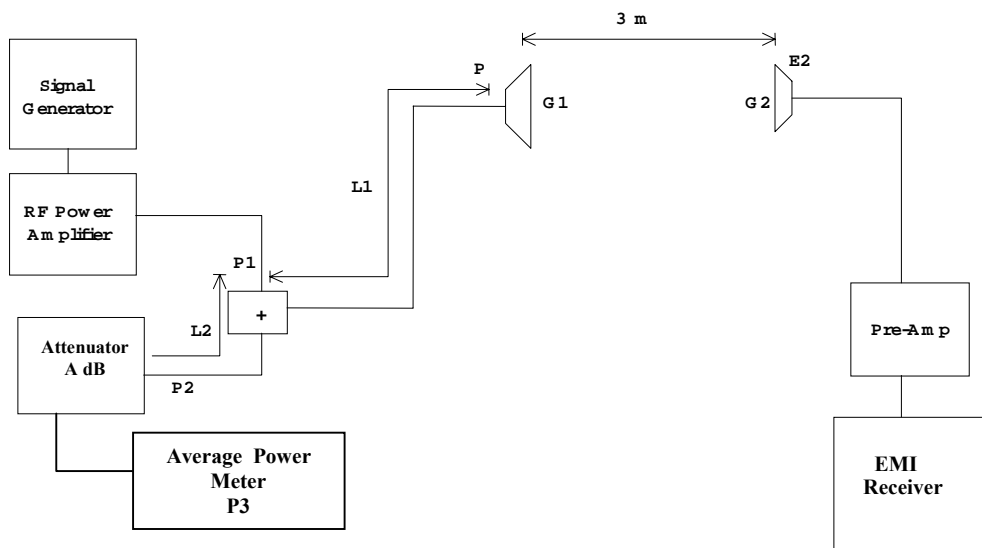 3 m
P
E2
Signal
Generator
G1
G2
L1
RF Power
Amplifier
P1
+
L2
Attenuator
A dB
P2
Pre-Amp
Average Power
Meter
P3
EMI
Receiver